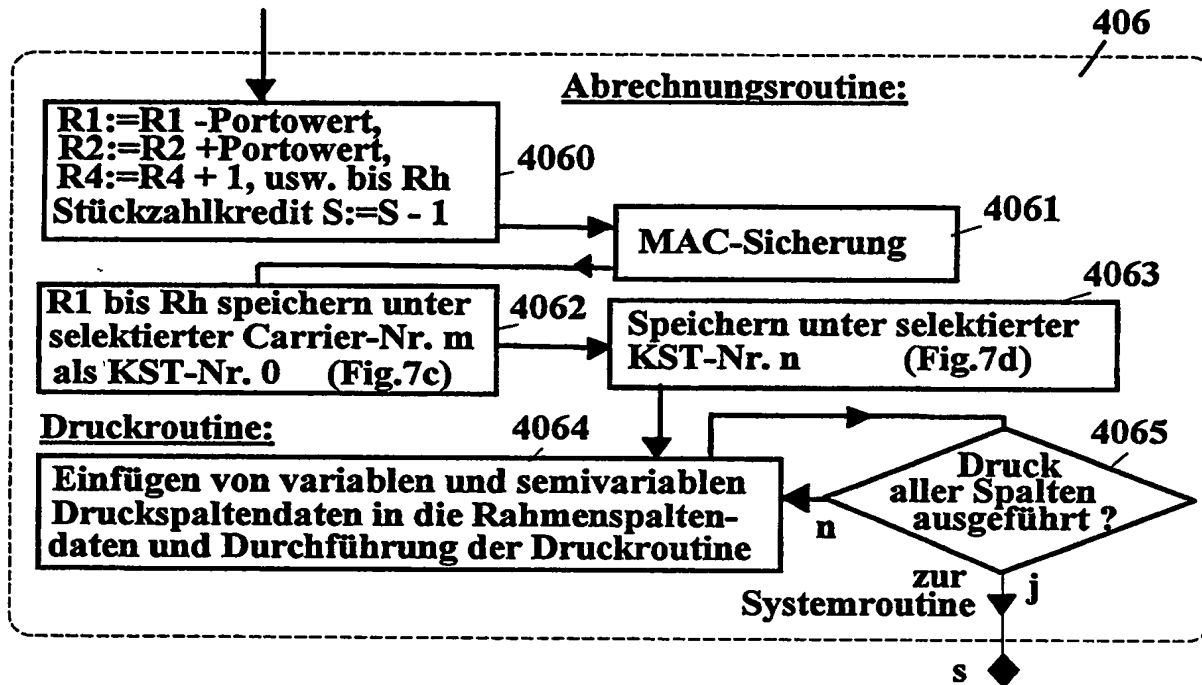 406
Abrechnungsroutine:
R1:=R1 -Portowert,
R2:=R2 +Portowert,
R4:=R4 + 1, usw. bis Rh
Stückzahlkredit S:=S - 1
4060
4061
MAC-Sicherung
R1 bis Rh speichern unter
selektierter Carrier-Nr. m
als KST-Nr. 0 (Fig.7c)
4062
4063
Speichern unter selektierter
KST-Nr. n (Fig.7d)
Druckroutine:
4064
Einfügen von variablen und semivariablen
Druckspaltendaten in die Rahmenspalten-
daten und Durchführung der Druckroutine
4065
Druck
aller Spalten
ausgeführt ?
n
j
zur
Systemroutine
s